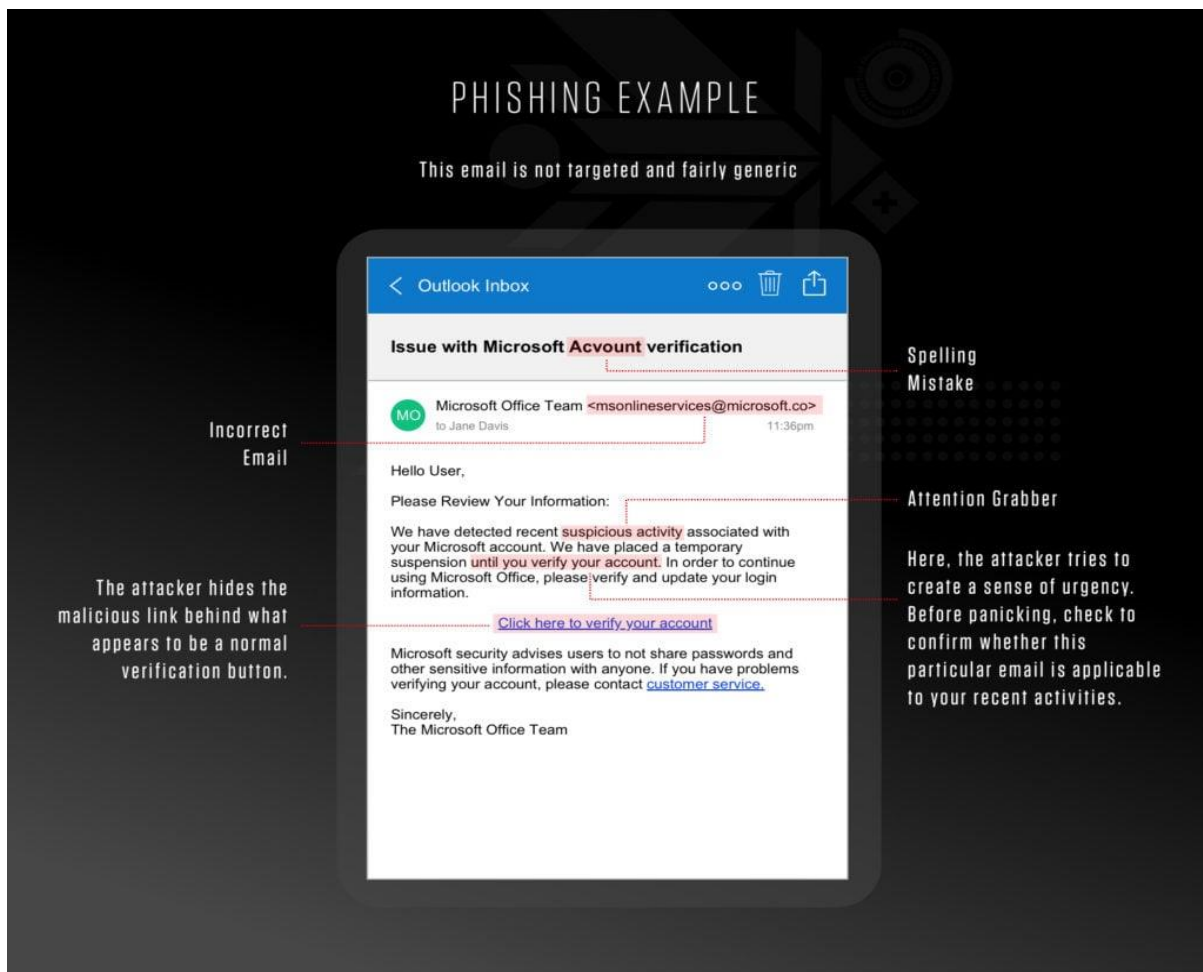 PHISHING EXAMPLE
This email is not targeted and fairly generic
Outlook Inbox
Issue with Microsoft Acvount verification
Spelling
Mistake
MO
Microsoft Office Team <msonlineservices@microsoft.co>
to Jane Davis
11:36pm
Incorrect
Email
Hello User,
Please Review Your Information:
Attention Grabber
We have detected recent suspicious activity associated with
your Microsoft account. We have placed a temporary
suspension until you verify your account. In order to continue
using Microsoft Office, please verify and update your login
information.
Here, the attacker tries to
create a sense of urgency.
Before panicking, check to
confirm whether this
particular email is applicable
to your recent activities.
The attacker hides the
malicious link behind what
appears to be a normal
verification button.
Click here to verify your account
Microsoft security advises users to not share passwords and
other sensitive information with anyone. If you have problems
verifying your account, please contact customer service.
Sincerely,
The Microsoft Office Team